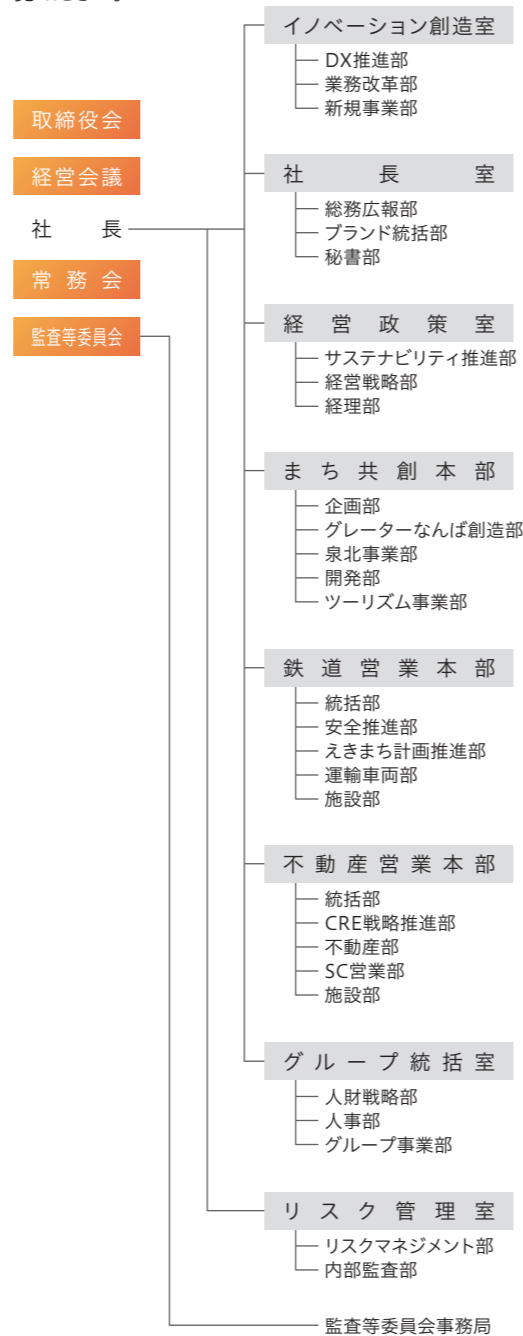 イノベーション創造室
DX推進部
業務改革部
新規事業部
取締役会
経営会議
社長
常務会
監査等委員会
社長室
総務広報部
ブランド統括部
秘書部
経営政策室
サステナビリティ推進部
経営戦略部
経理部
まち共創本部
企画部
グレーターなんば創造部
泉北事業部
開発部
ツーリズム事業部
鉄道営業本部
統括部
安全推進部
えきまち計画推進部
運輸車両部
施設部
不動産営業本部
統括部
CRE戦略推進部
不動産部
SC営業部
施設部
グループ統括室
人財戦略部
人事部
グループ事業部
リスク管理室
リスクマネジメント部
内部監査部
監査等委員会事務局